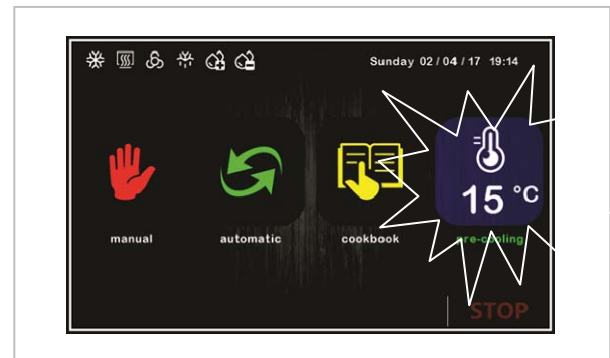 Sunday 02 / 04 / 17 19:14
15 °C
manual automatic cookbook pre-cooling
STOP